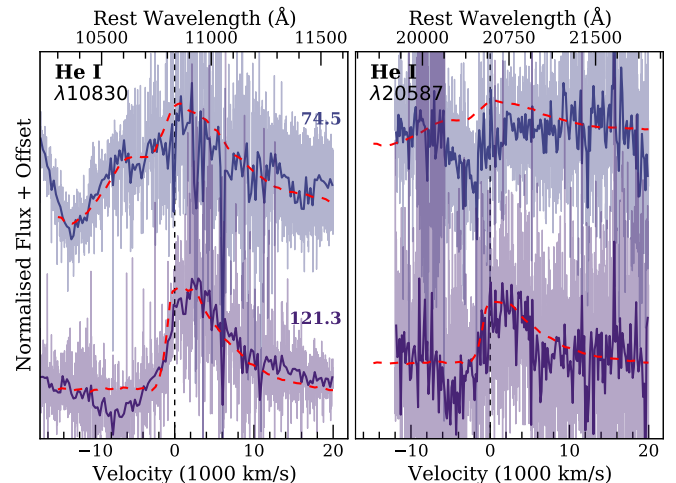 Rest Wavelength (Å) Rest Wavelength (Å)
10500 11000 11500 20000 20750 21500
He I He I
λ10830 λ20587
74.5
121.3
Normalised Flux + Offset
−10 0 10 20 −10 0 10 20
Velocity (1000 km/s) Velocity (1000 km/s)